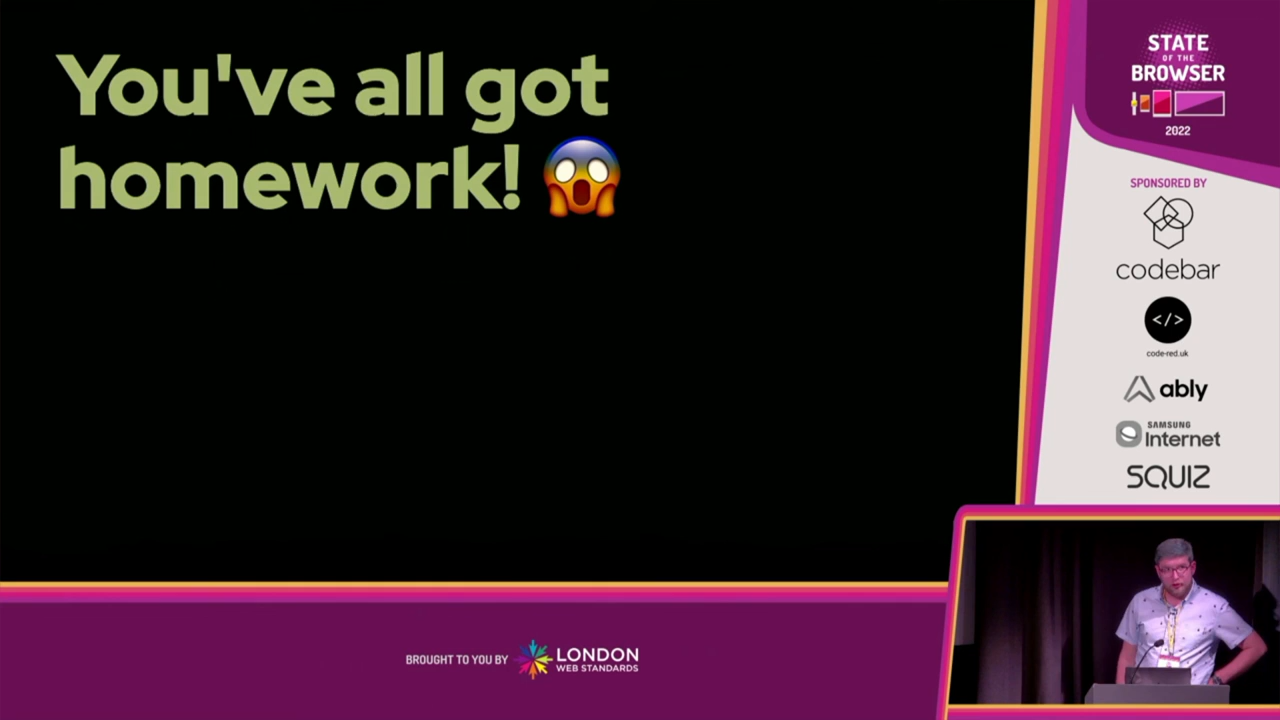 You've all got
homework! 😱
STATE
OF THE
BROWSER
2022
SPONSORED BY
codebar
</>
code-red.uk
ably
SAMSUNG
Internet
SQUIZ
BROUGHT TO YOU BY
LONDON
WEB STANDARDS